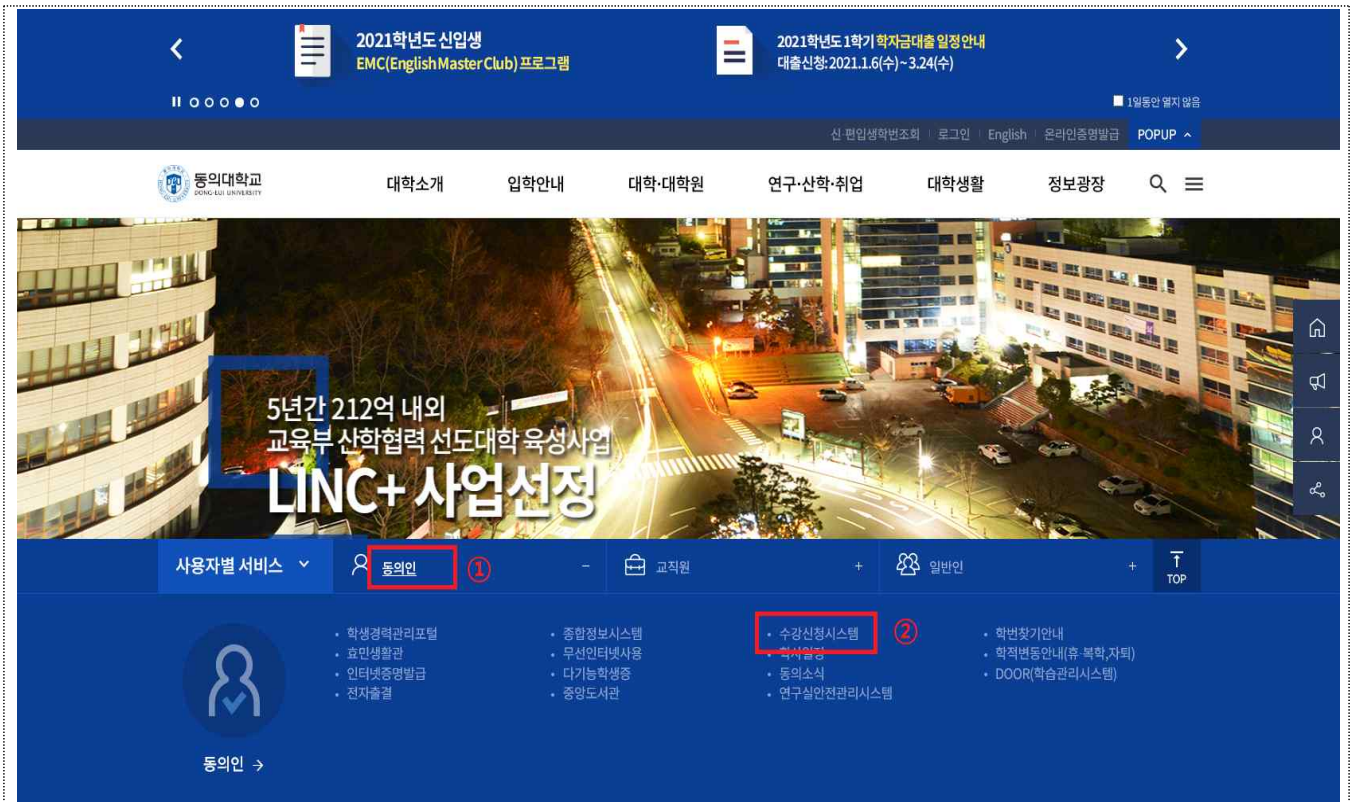 2021학년도 신입생
EMC(English Master Club) 프로그램
2021학년도 1학기 학자금대출 일정 안내
대출신청: 2021.1.6(수) ~ 3.24(수)
1일동안 열지 않음
신·편입생학번조회 로그인 English 온라인증명발급 POPUP
동의대학교
DONG-EUI UNIVERSITY
대학소개 입학안내 대학·대학원 연구·산학·취업 대학생활 정보광장
5년간 212억 내외
교육부 산학협력 선도대학 육성사업
LINC+ 사업선정
사용자별 서비스 동의인 ① - 교직원 + 일반인 + TOP
• 학생경력관리포털 • 종합정보시스템 • 수강신청시스템 ② • 학번찾기안내
• 효민생활관 • 무선인터넷사용 • 학사일정 • 학적변동안내(휴·복학,자퇴)
• 인터넷증명발급 • 다기능학생증 • 동의소식 • DOOR(학습관리시스템)
• 전자출결 • 중앙도서관 • 연구실안전관리시스템
동의인 →